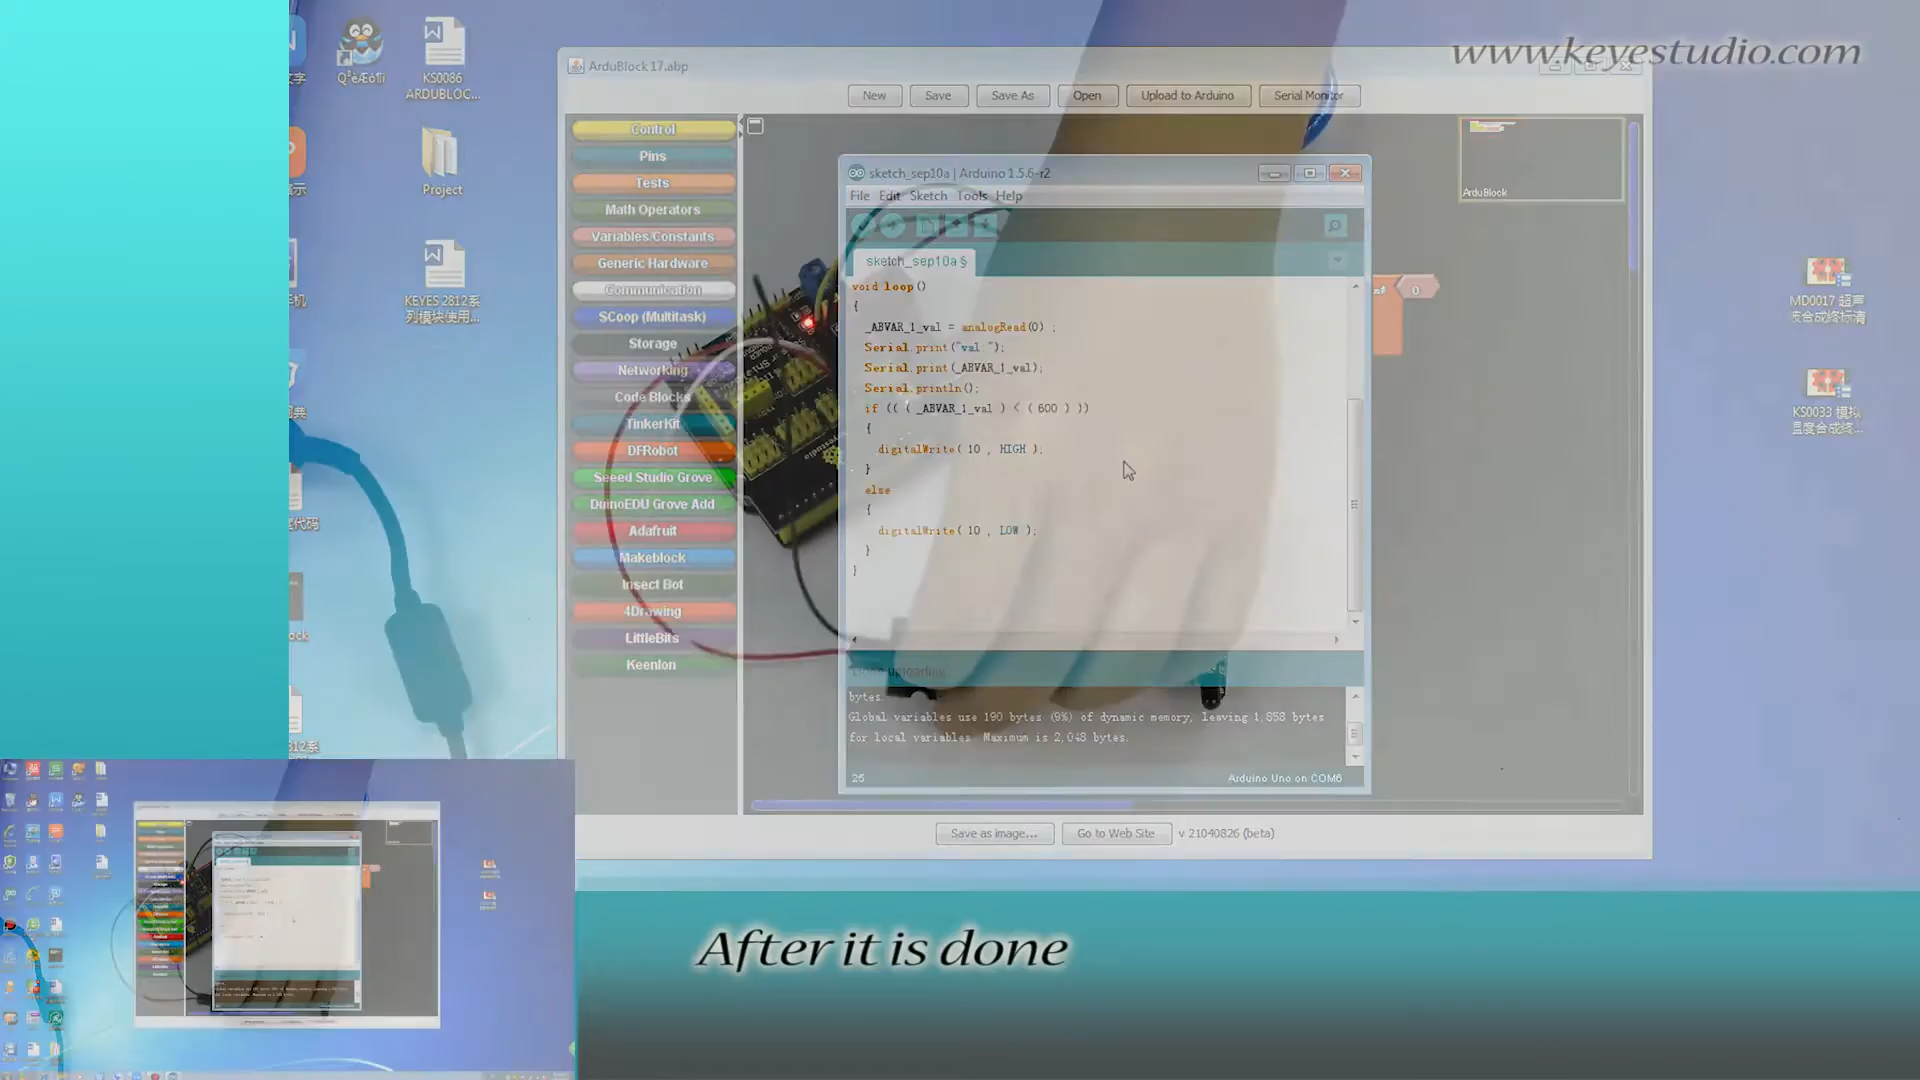 www.keyestudio.com
ArduBlock 17.abp
New
Save
Save As
Open
Upload to Arduino
Serial Monitor
KS0086
ARDUBLOC...
Project
KEYES 2812系
列模块使用...
Control
Pins
Tests
Math Operators
Variables/Constants
Generic Hardware
Communication
SCoop (Multitask)
Storage
Networking
Code Blocks
TinkerKit
DFRobot
Seeed Studio Grove
DuinoEDU Grove Add
Adafruit
Makeblock
Insect Bot
4Drawing
LittleBits
Keenlon
ArduBlock
sketch_sep10a | Arduino 1.5.6-r2
File Edit Sketch Tools Help
sketch_sep10a §
void loop()
{
_ABVAR_1_val = analogRead(0) ;
Serial.print("val ");
Serial.print(_ABVAR_1_val);
Serial.println();
if (( ( _ABVAR_1_val ) < ( 600 ) ))
{
digitalWrite( 10 , HIGH );
}
else
{
digitalWrite( 10 , LOW );
}
}
uploading
bytes.
Global variables use 190 bytes (9%) of dynamic memory, leaving 1,858 bytes
for local variables. Maximum is 2,048 bytes.
25
Arduino Uno on COM6
0
MD0017 超声
KS0033 模拟
Save as image...
Go to Web Site
v 21040826 (beta)
After it is done